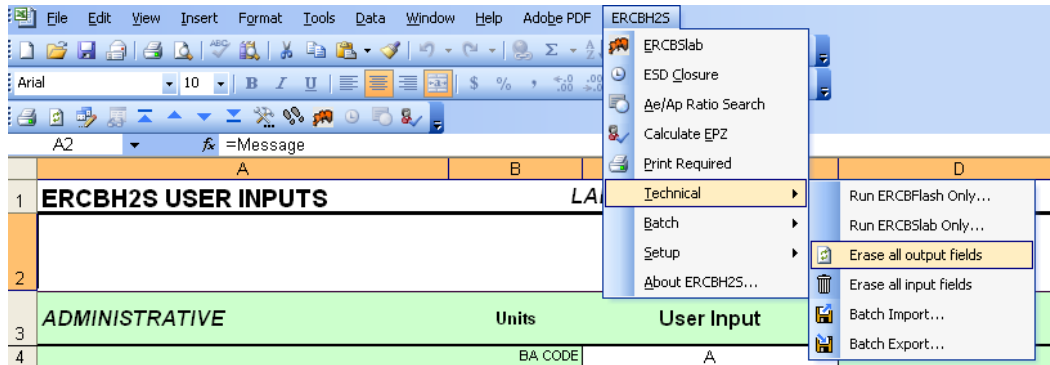 File Edit View Insert Format Tools Data Window Help Adobe PDF ERCBH2S
Arial 10 B I U $ % , .00
A2 fx =Message
A B D
1 ERCBH2S USER INPUTS
2
3 ADMINISTRATIVE Units User Input
4 BA CODE A
ERCBSlab
ESD Closure
Ae/Ap Ratio Search
Calculate EPZ
Print Required
Technical
Batch
Setup
About ERCBH2S...
Run ERCBFlash Only...
Run ERCBSlab Only...
Erase all output fields
Erase all input fields
Batch Import...
Batch Export...